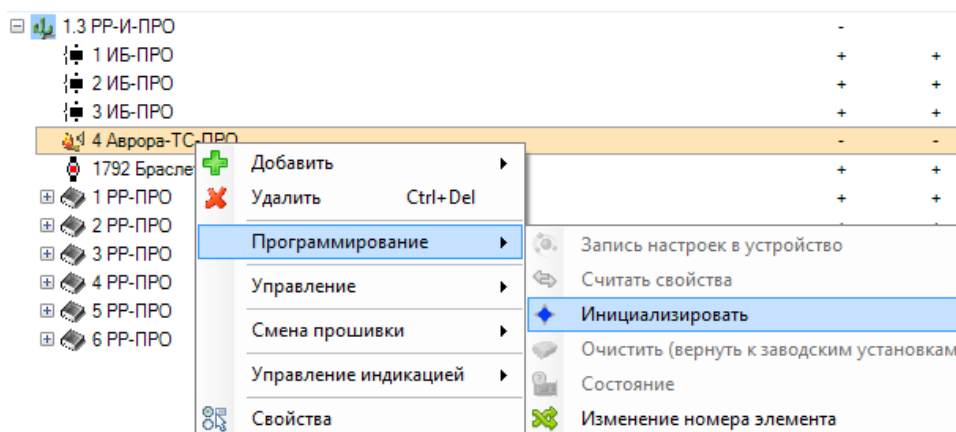 1.3 РР-И-ПРО -
1 ИБ-ПРО + +
2 ИБ-ПРО + +
3 ИБ-ПРО + +
4 Аврора-ТС-ПРО - -
1792 Брасле + +
1 РР-ПРО + +
2 РР-ПРО
3 РР-ПРО
4 РР-ПРО
5 РР-ПРО
6 РР-ПРО
Добавить
Удалить Ctrl+Del
Программирование
Управление
Смена прошивки
Управление индикацией
Свойства
Запись настроек в устройство
Считать свойства
Инициализировать
Очистить (вернуть к заводским установкам
Состояние
Изменение номера элемента